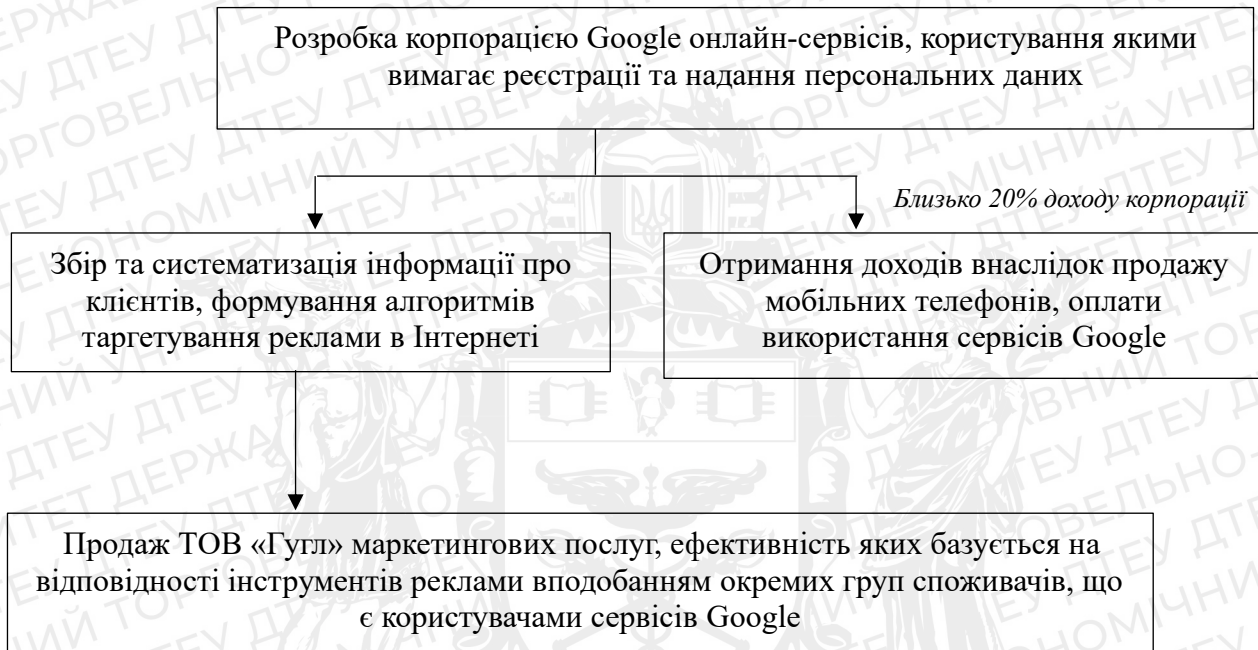 Розробка корпорацією Google онлайн-сервісів, користування якими
вимагає реєстрації та надання персональних даних
Близько 20% доходу корпорації
Збір та систематизація інформації про
клієнтів, формування алгоритмів
таргетування реклами в Інтернеті
Отримання доходів внаслідок продажу
мобільних телефонів, оплати
використання сервісів Google
Продаж ТОВ «Гугл» маркетингових послуг, ефективність яких базується на
відповідності інструментів реклами вподобанням окремих груп споживачів, що
є користувачами сервісів Google